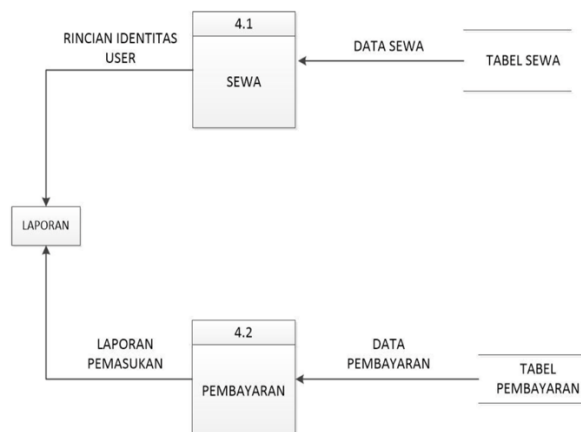 4.1
RINCIAN IDENTITAS
USER
SEWA
DATA SEWA
TABEL SEWA
LAPORAN
4.2
LAPORAN
PEMASUKAN
PEMBAYARAN
DATA
PEMBAYARAN
TABEL
PEMBAYARAN